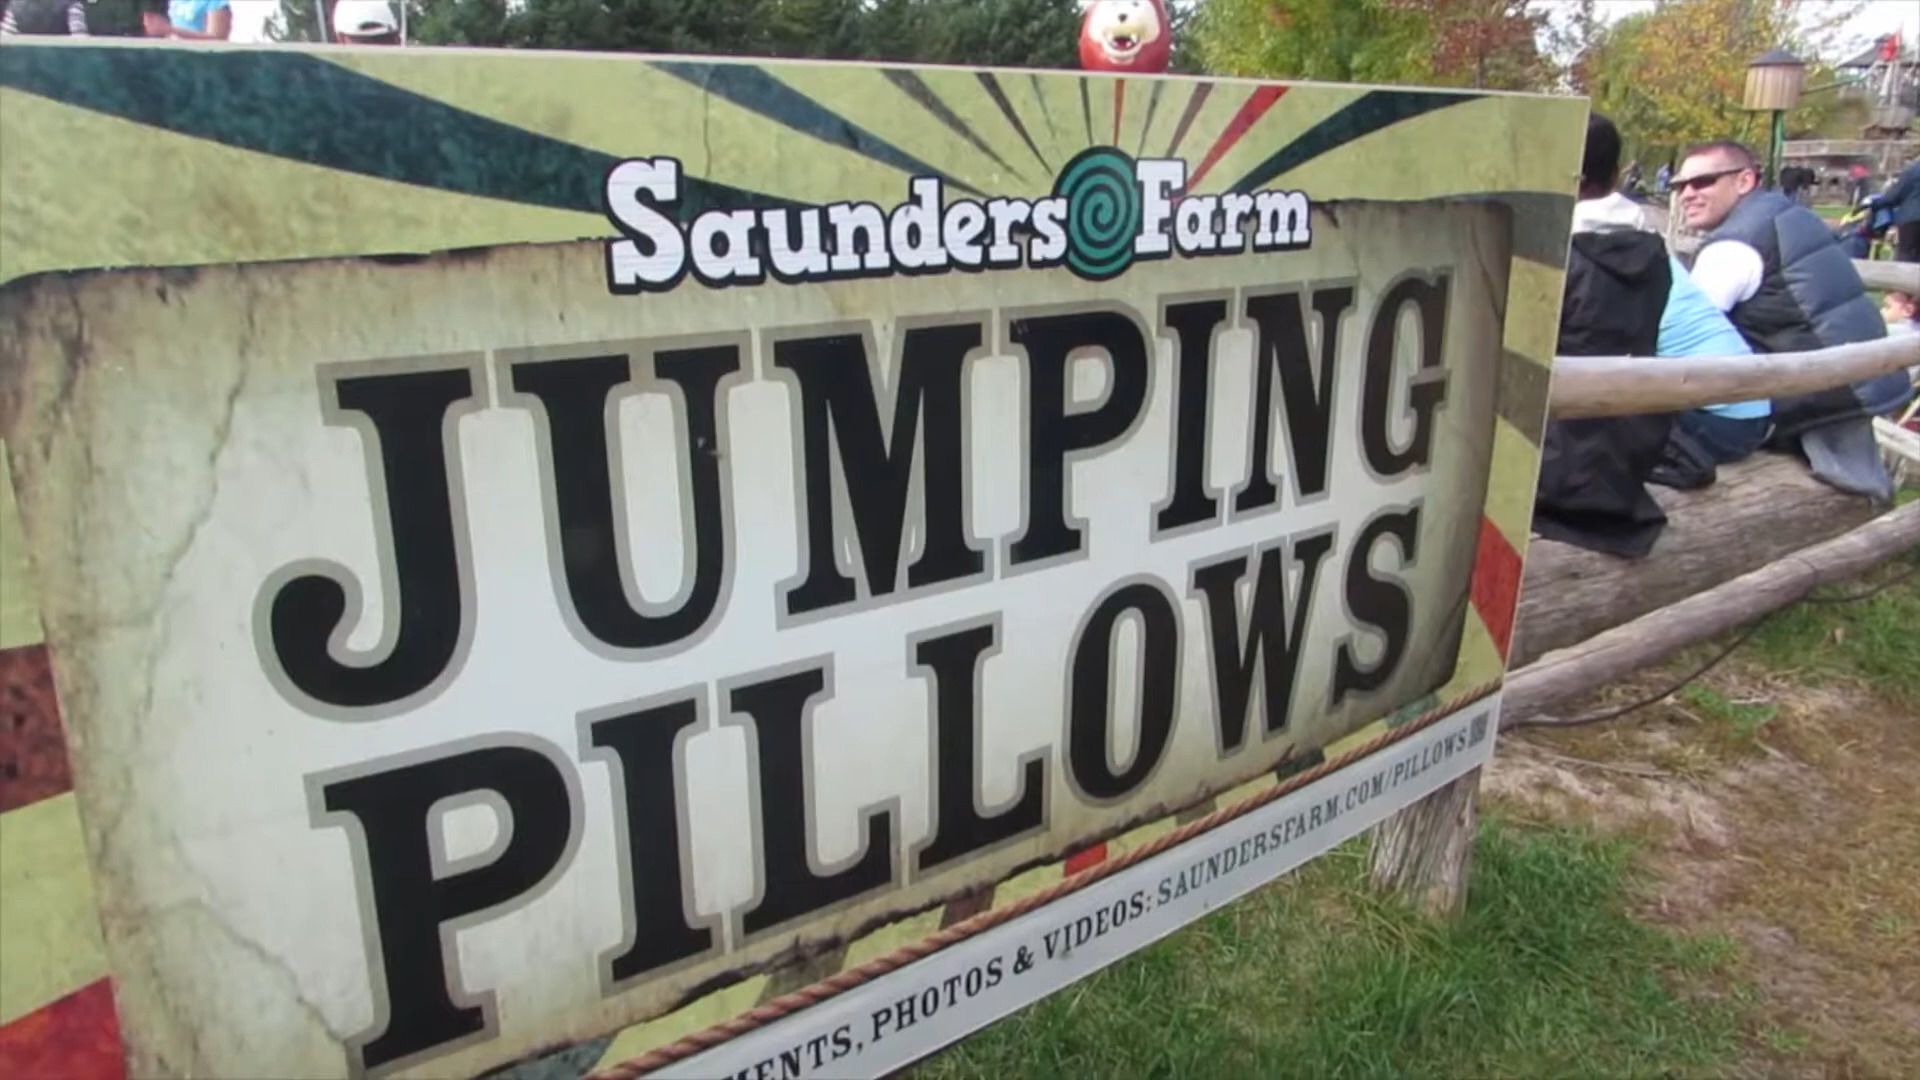 Saunders Farm
JUMPING
PILLOWS
MENTS, PHOTOS & VIDEOS: SAUNDERSFARM.COM/PILLOWS